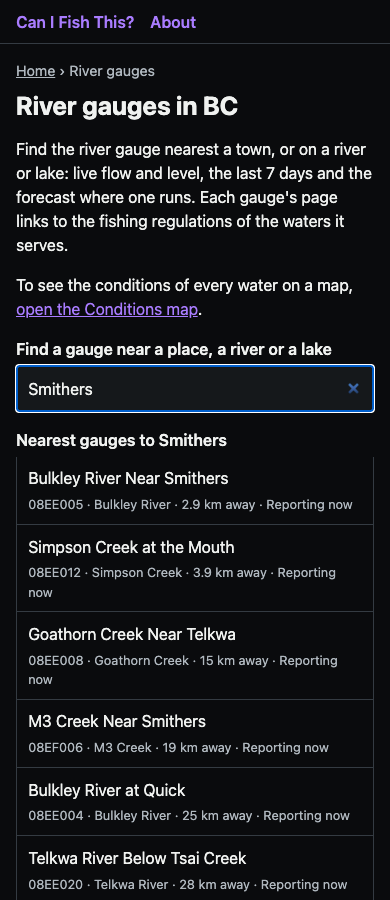 Can I Fish This? About
Home › River gauges
River gauges in BC
Find the river gauge nearest a town, or on a river
or lake: live flow and level, the last 7 days and the
forecast where one runs. Each gauge's page
links to the fishing regulations of the waters it
serves.
To see the conditions of every water on a map,
open the Conditions map.
Find a gauge near a place, a river or a lake
Smithers
Nearest gauges to Smithers
Bulkley River Near Smithers
08EE005 · Bulkley River · 2.9 km away · Reporting now
Simpson Creek at the Mouth
08EE012 · Simpson Creek · 3.9 km away · Reporting
now
Goathorn Creek Near Telkwa
08EE008 · Goathorn Creek · 15 km away · Reporting
now
M3 Creek Near Smithers
08EF006 · M3 Creek · 19 km away · Reporting now
Bulkley River at Quick
08EE004 · Bulkley River · 25 km away · Reporting now
Telkwa River Below Tsai Creek
08EE020 · Telkwa River · 28 km away · Reporting now